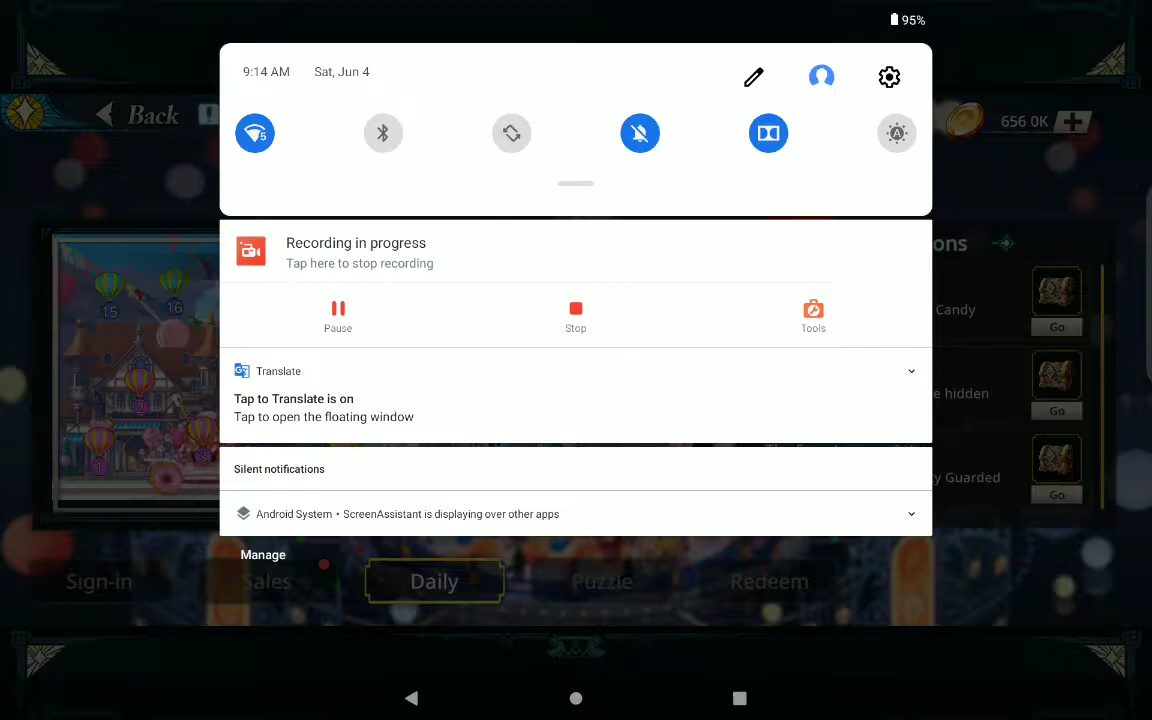 95%
9:14 AM Sat, Jun 4
5
A
Back
656 0K
Recording in progress
Tap here to stop recording
ons
15
16
Candy
Go
Pause
Stop
Tools
Translate
Tap to Translate is on
Tap to open the floating window
2
e hidden
Go
1
3
Silent notifications
y Guarded
Go
Android System • ScreenAssistant is displaying over other apps
Manage
Sign-in
Sales
Daily
Puzzle
Redeem